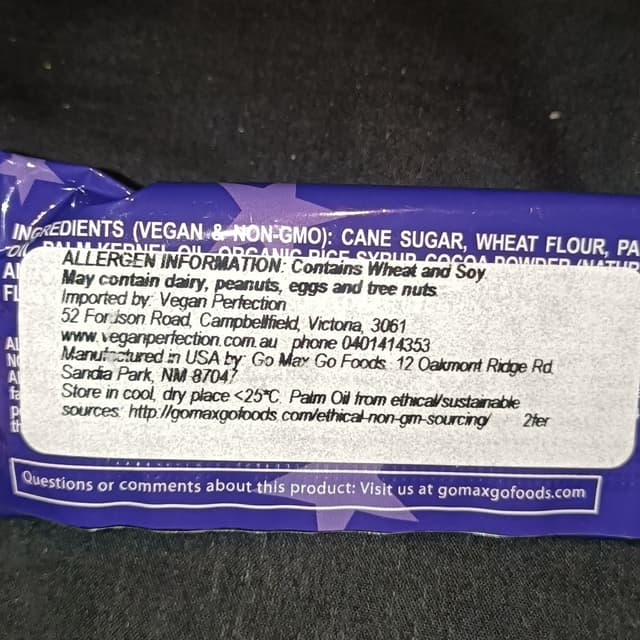 INGREDIENTS (VEGAN & NON-GMO): CANE SUGAR, WHEAT FLOUR, PA
OIL, PALM KERNEL OIL, ORGANIC RICE SYRUP, COCOA POWDER (NATUR
ALLERGEN INFORMATION: Contains Wheat and Soy.
May contain dairy, peanuts, eggs and tree nuts.
Imported by: Vegan Perfection
52 Fordson Road, Campbellfield, Victoria, 3061
www.veganperfection.com.au phone 0401414353
Manufactured in USA by: Go Max Go Foods 12 Oakmont Ridge Rd.
Sandia Park, NM 87047
Store in cool, dry place <25°C. Palm Oil from ethical/sustainable
sources: http://gomaxgofoods.com/ethical-non-gm-sourcing/ 2fer
Questions or comments about this product: Visit us at gomaxgofoods.com